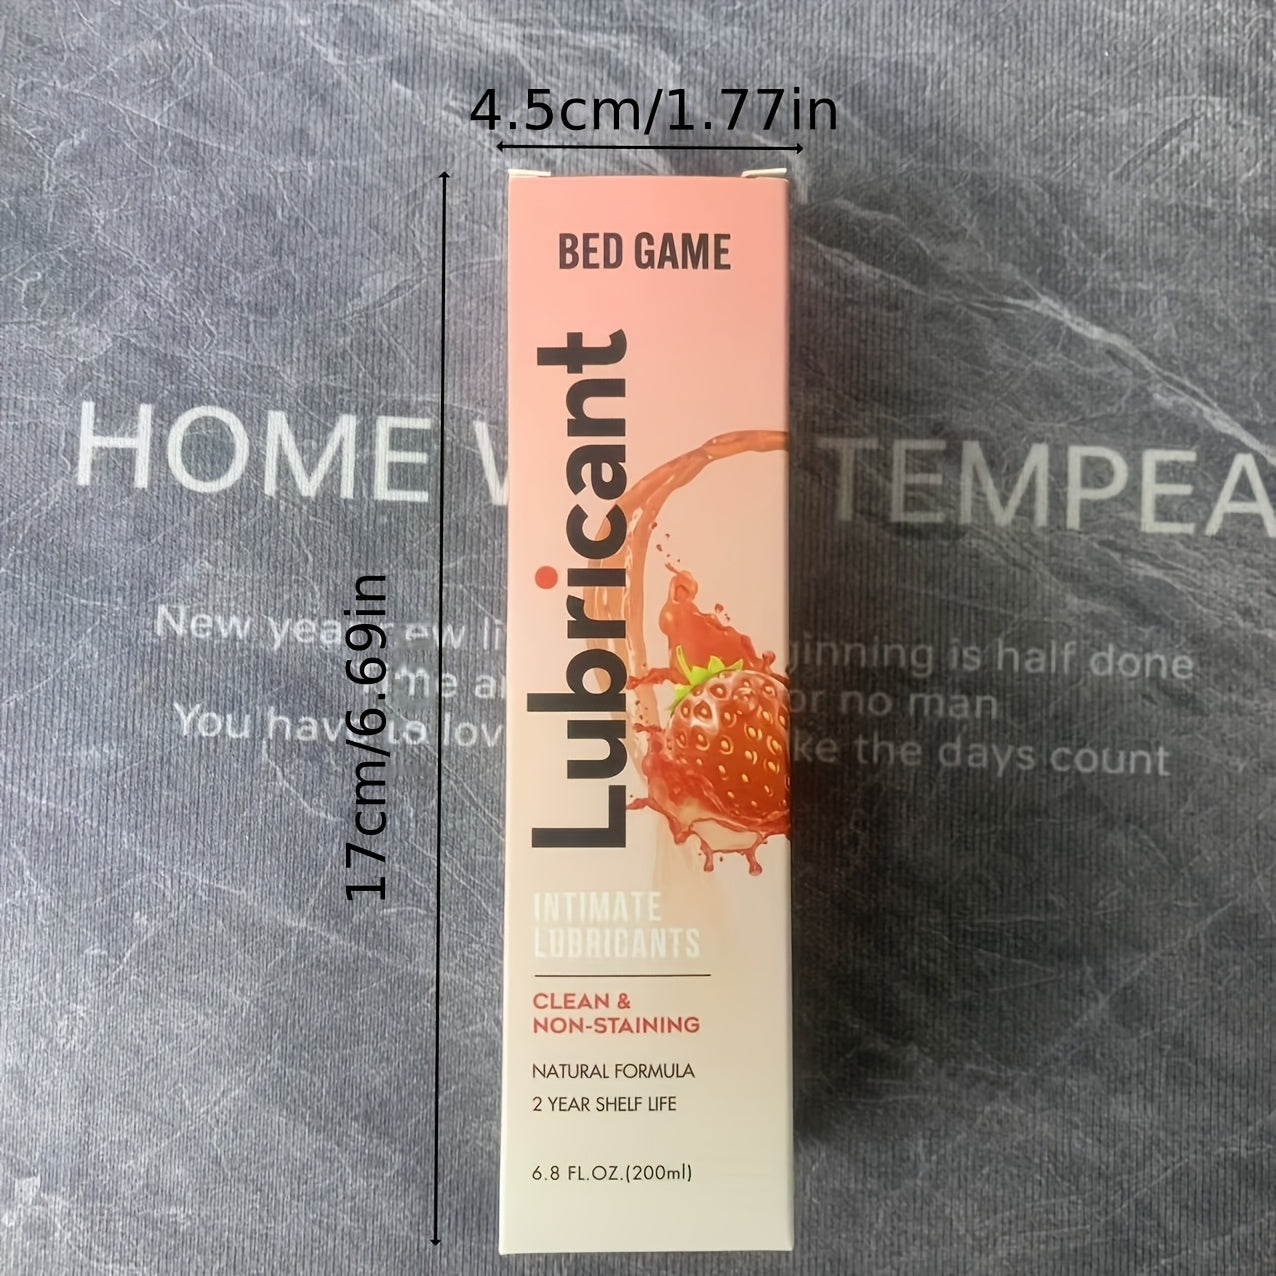 4.5cm/1.77in
17cm/6.69in
BED GAME
Lubricant
INTIMATE
LUBRICANTS
CLEAN &
NON-STAINING
NATURAL FORMULA
2 YEAR SHELF LIFE
6.8 FL.OZ.(200ml)
HOME TEMPEA
New year ginning is half done
or no man
You have to lov ke the days count